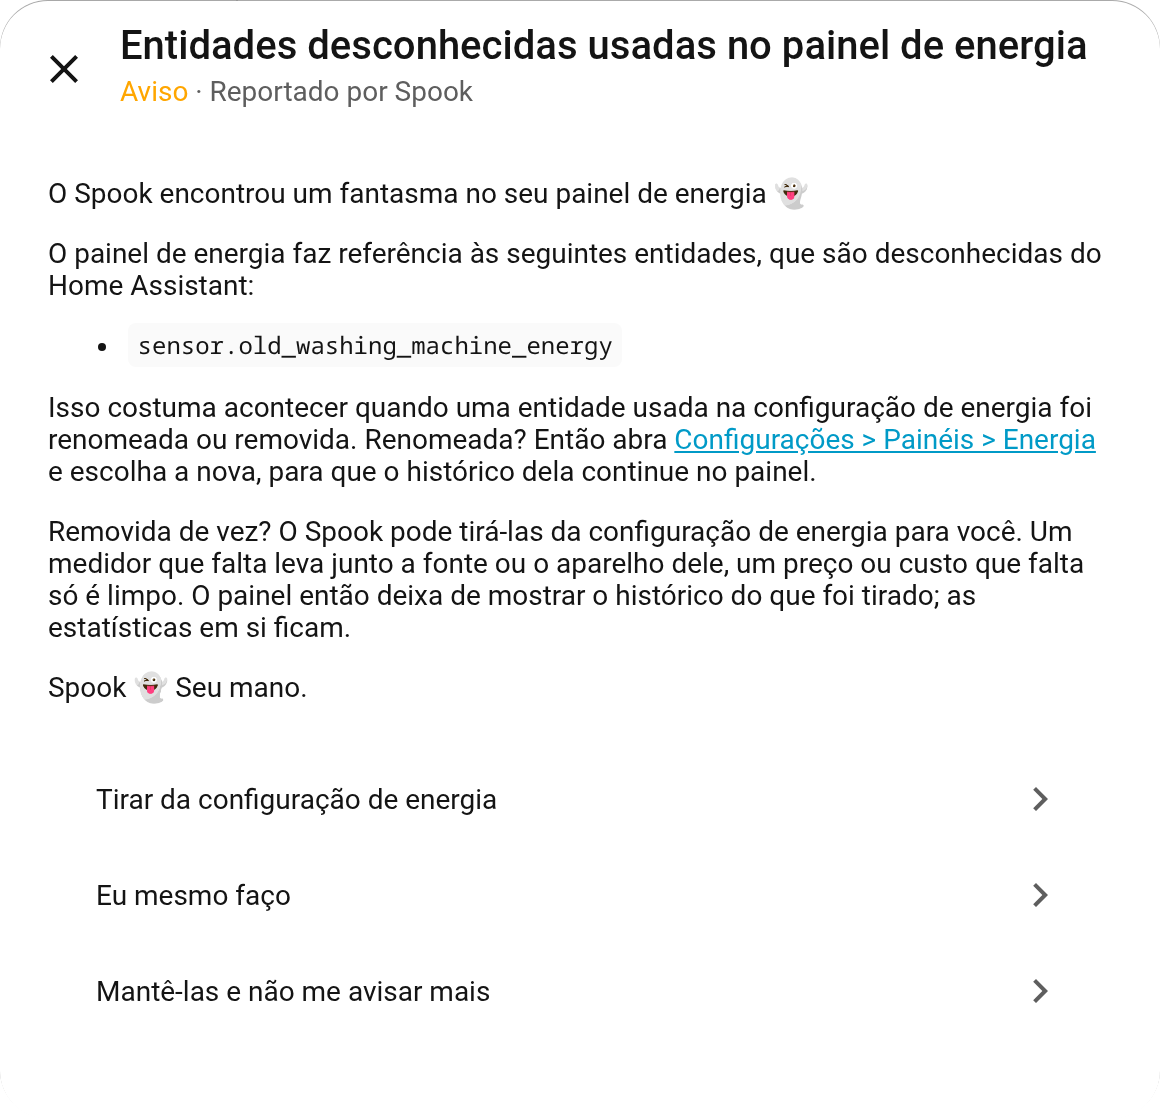 Entidades desconhecidas usadas no painel de energia
Aviso · Reportado por Spook
O Spook encontrou um fantasma no seu painel de energia 👻
O painel de energia faz referência às seguintes entidades, que são desconhecidas do
Home Assistant:
• sensor.old_washing_machine_energy
Isso costuma acontecer quando uma entidade usada na configuração de energia foi
renomeada ou removida. Renomeada? Então abra Configurações > Painéis > Energia
e escolha a nova, para que o histórico dela continue no painel.
Removida de vez? O Spook pode tirá-las da configuração de energia para você. Um
medidor que falta leva junto a fonte ou o aparelho dele, um preço ou custo que falta
só é limpo. O painel então deixa de mostrar o histórico do que foi tirado; as
estatísticas em si ficam.
Spook 👻 Seu mano.
Tirar da configuração de energia
Eu mesmo faço
Mantê-las e não me avisar mais